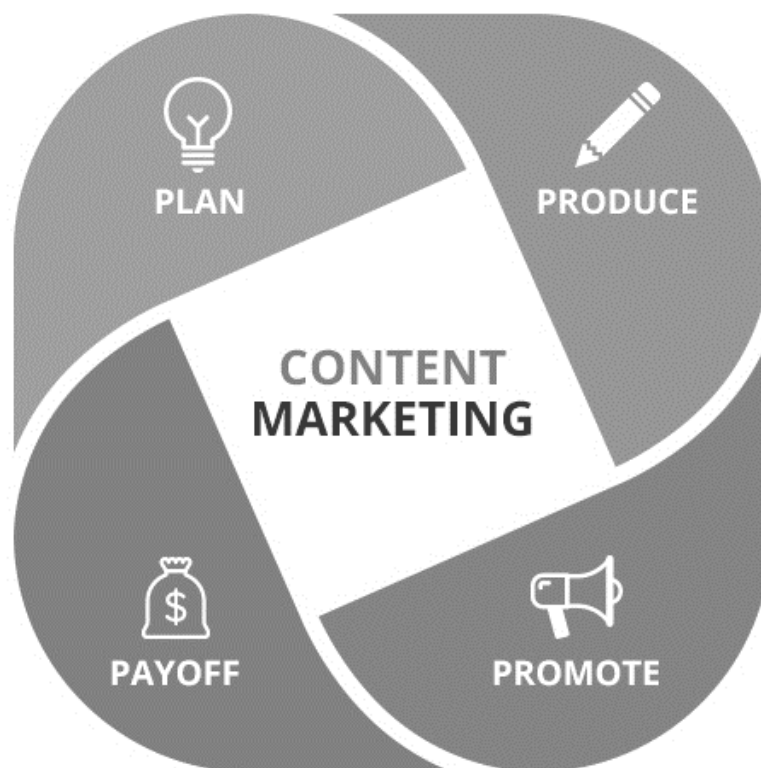 PLAN
PRODUCE
CONTENT
MARKETING
$
PAYOFF
PROMOTE